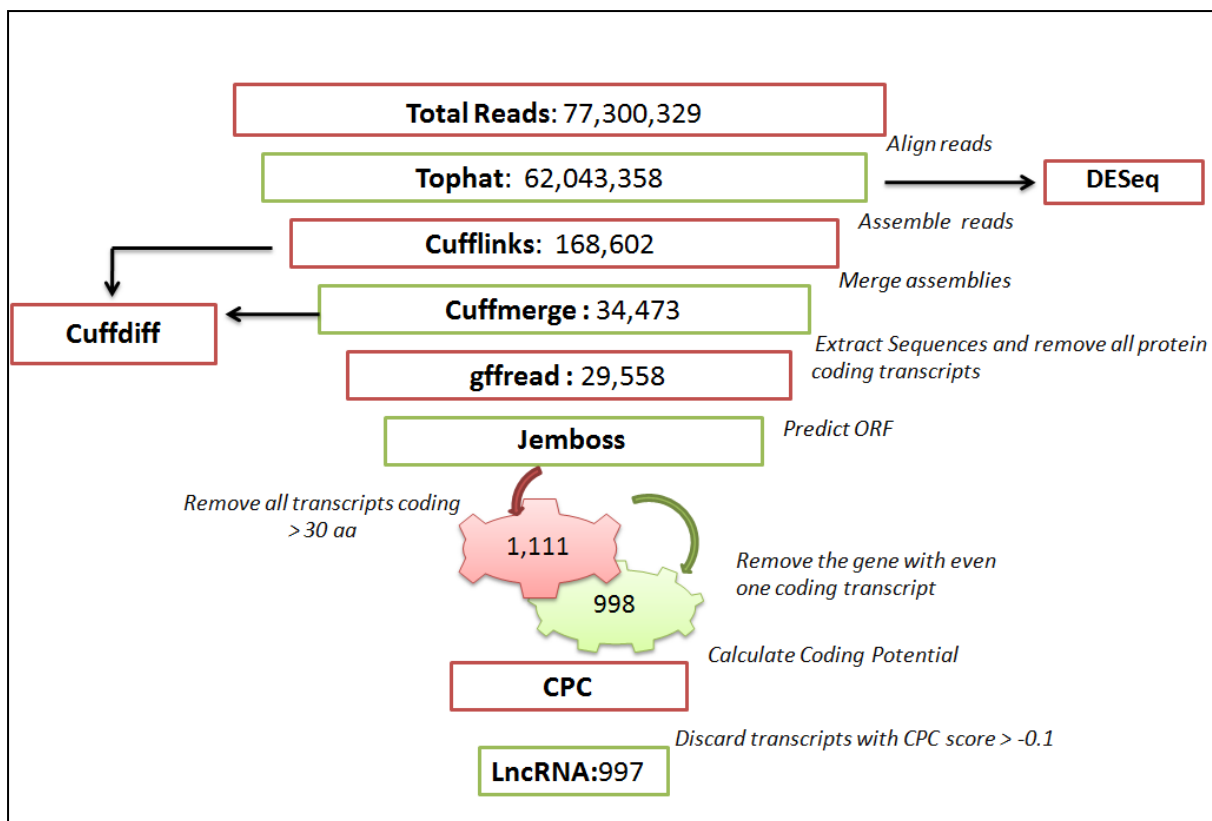 Total Reads: 77,300,329
Align reads
Tophat: 62,043,358
DESeq
Assemble reads
Cufflinks: 168,602
Merge assemblies
Cuffmerge : 34,473
Cuffdiff
Extract Sequences and remove all protein
coding transcripts
gffread : 29,558
Jemboss
Predict ORF
Remove all transcripts coding
> 30 aa
1,111
Remove the gene with even
one coding transcript
998
Calculate Coding Potential
CPC
Discard transcripts with CPC score > -0.1
LncRNA:997